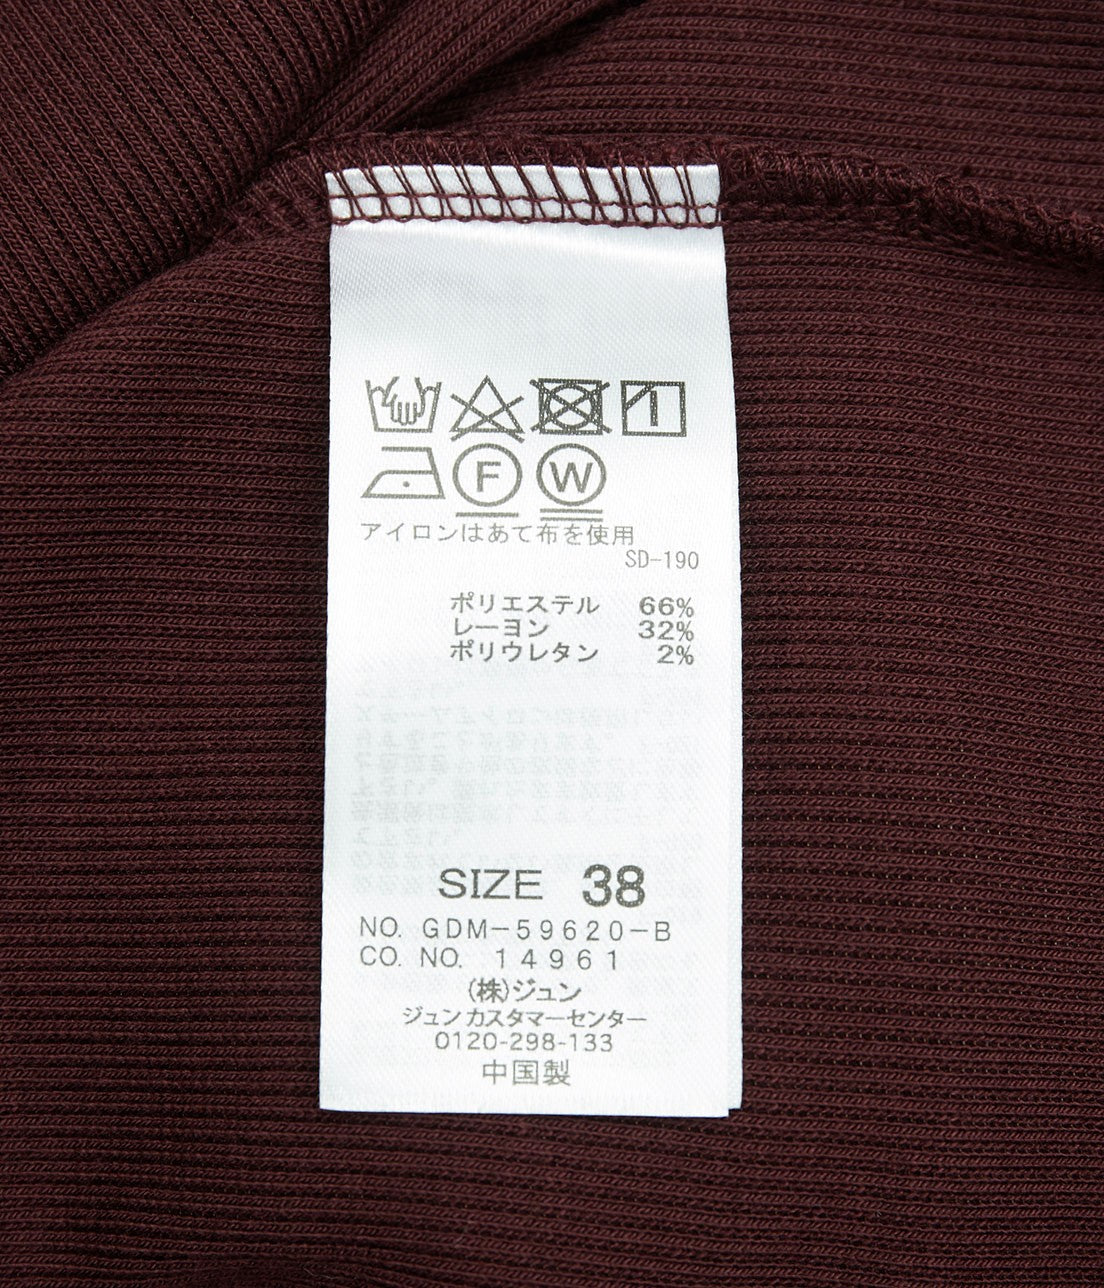 F W
アイロンはあて布を使用
SD-190
ポリエステル 66%
レーヨン 32%
ポリウレタン 2%
SIZE 38
NO. GDM-59620-B
CO. NO. 14961
(株)ジュン
ジュンカスタマーセンター
0120-298-133
中国製